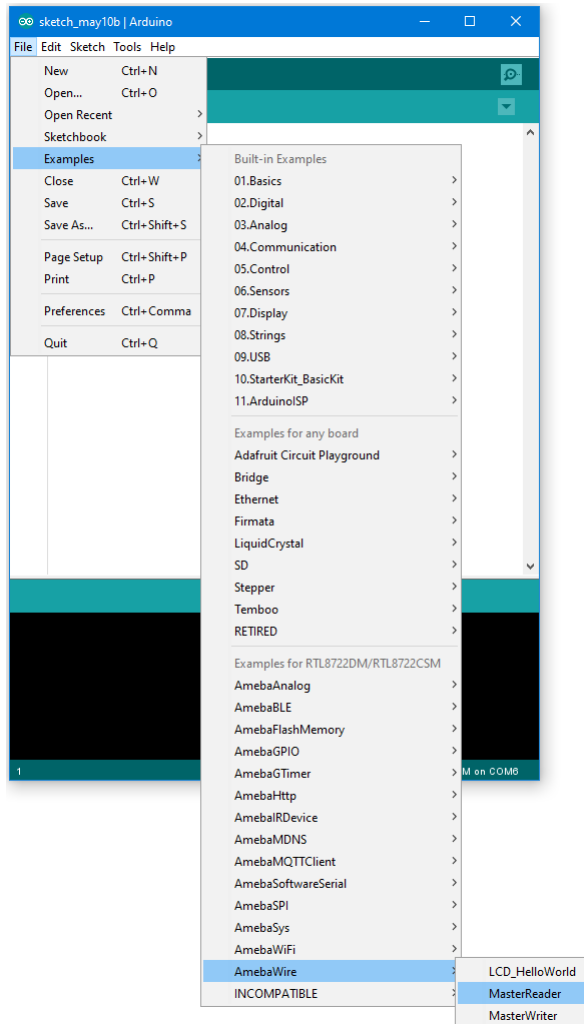 sketch_may10b | Arduino
File Edit Sketch Tools Help
New Ctrl+N
Open... Ctrl+O
Open Recent
Sketchbook
Examples
Close Ctrl+W
Save Ctrl+S
Save As... Ctrl+Shift+S
Page Setup Ctrl+Shift+P
Print Ctrl+P
Preferences Ctrl+Comma
Quit Ctrl+Q
Built-in Examples
01.Basics
02.Digital
03.Analog
04.Communication
05.Control
06.Sensors
07.Display
08.Strings
09.USB
10.StarterKit_BasicKit
11.ArduinoISP
Examples for any board
Adafruit Circuit Playground
Bridge
Ethernet
Firmata
LiquidCrystal
SD
Stepper
Temboo
RETIRED
Examples for RTL8722DM/RTL8722CSM
AmebaAnalog
AmebaBLE
AmebaFlashMemory
AmebaGPIO
AmebaGTimer
AmebaHttp
AmebaIRDevice
AmebaMDNS
AmebaMQTTClient
AmebaSoftwareSerial
AmebaSPI
AmebaSys
AmebaWiFi
AmebaWire
INCOMPATIBLE
LCD_HelloWorld
MasterReader
MasterWriter
1 M on COM6